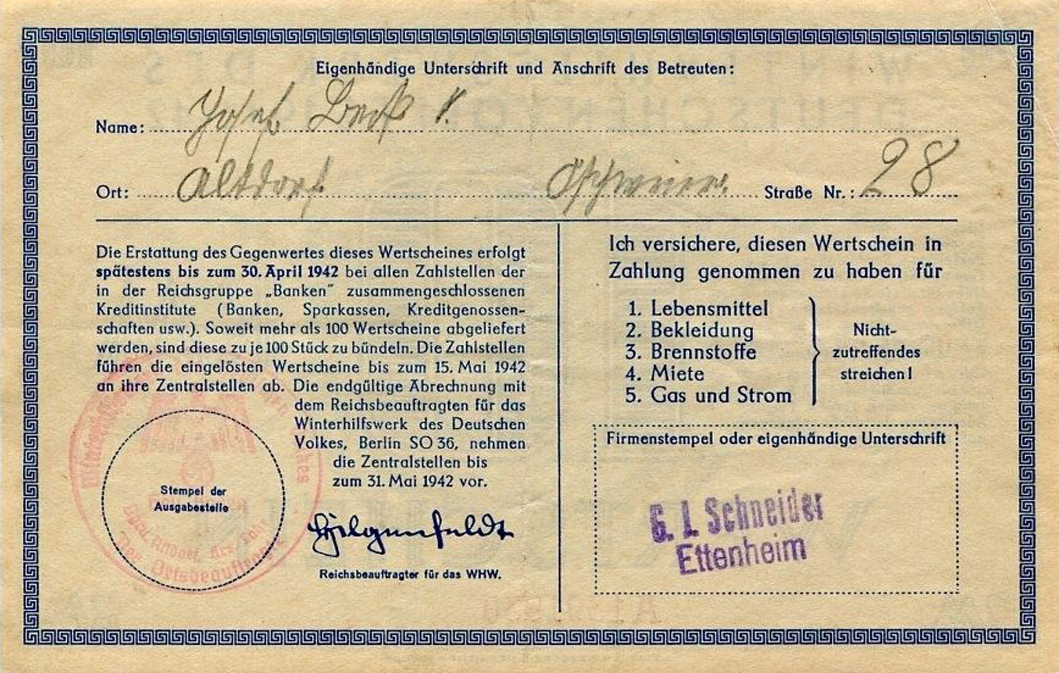 Eigenhändige Unterschrift und Anschrift des Betreuten:
Name: Josef
Ort: Altdorf Straße Nr.: 28
Die Erstattung des Gegenwertes dieses Wertscheines erfolgt
spätestens bis zum 30. April 1942 bei allen Zahlstellen der
in der Reichsgruppe „Banken" zusammengeschlossenen
Kreditinstitute (Banken, Sparkassen, Kreditgenossen-
schaften usw.). Soweit mehr als 100 Wertscheine abgeliefert
werden, sind diese zu je 100 Stück zu bündeln. Die Zahlstellen
führen die eingelösten Wertscheine bis zum 15. Mai 1942
an ihre Zentralstellen ab. Die endgültige Abrechnung mit
dem Reichsbeauftragten für das
Winterhilfswerk des Deutschen
Volkes, Berlin SO 36, nehmen
die Zentralstellen bis
zum 31. Mai 1942 vor.
Stempel der
Ausgabestelle
Altdorf
Der Ortsbeauftragte
Hilgenfeldt
Reichsbeauftragter für das WHW.
Ich versichere, diesen Wertschein in
Zahlung genommen zu haben für
1. Lebensmittel
2. Bekleidung
3. Brennstoffe
4. Miete
5. Gas und Strom
Nicht-
zutreffendes
streichen!
Firmenstempel oder eigenhändige Unterschrift
G. J. Schneider
Ettenheim